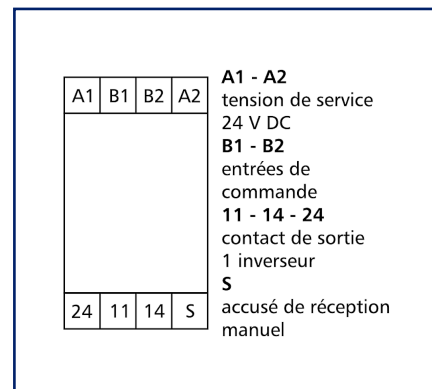 A1 B1 B2 A2
24 11 14 S
A1 - A2
tension de service
24 V DC
B1 - B2
entrées de
commande
11 - 14 - 24
contact de sortie
1 inverseur
S
accusé de réception
manuel